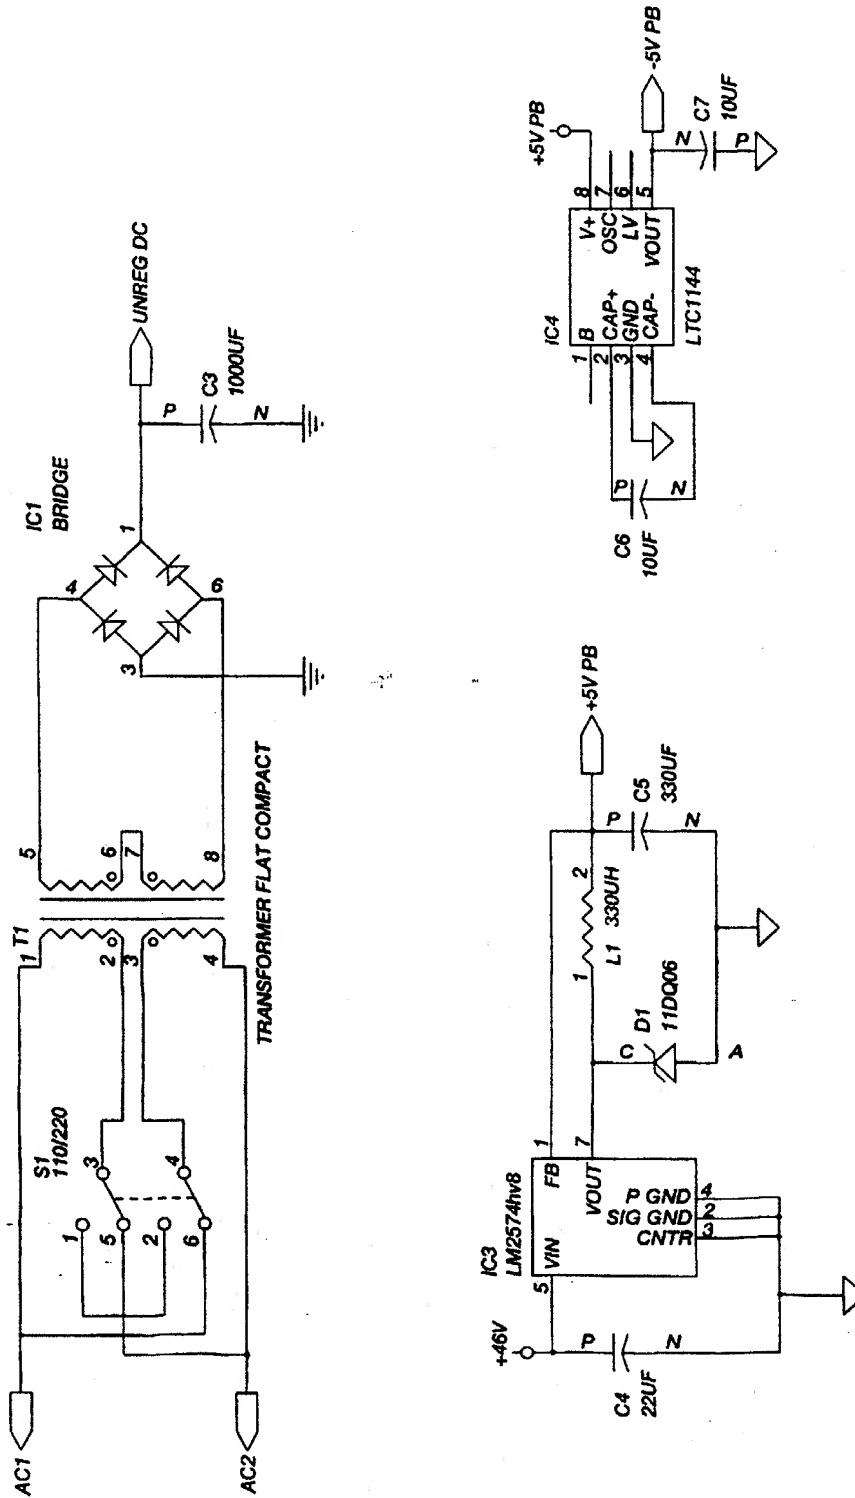 AC1
AC2
S1
110/220
1
5
2
6
3
4
T1
1
2
3
4
5
6
7
8
TRANSFORMER FLAT COMPACT
IC1
BRIDGE
4
1
3
6
P
N
C3
1000UF
UNREG DC
+46V
P
N
C4
22UF
IC3
LM2574hv8
5
VIN
FB
VOUT
P GND
SIG GND
CNTR
1
7
4
2
3
C
A
D1
11DQ06
1
2
L1 330UH
P
N
C5
330UF
+5V PB
C6
10UF
P
N
IC4
1
2
3
4
B
CAP+
GND
CAP-
V+
OSC
LV
VOUT
8
7
6
5
LTC1144
+5V PB
-5V PB
N
P
C7
10UF